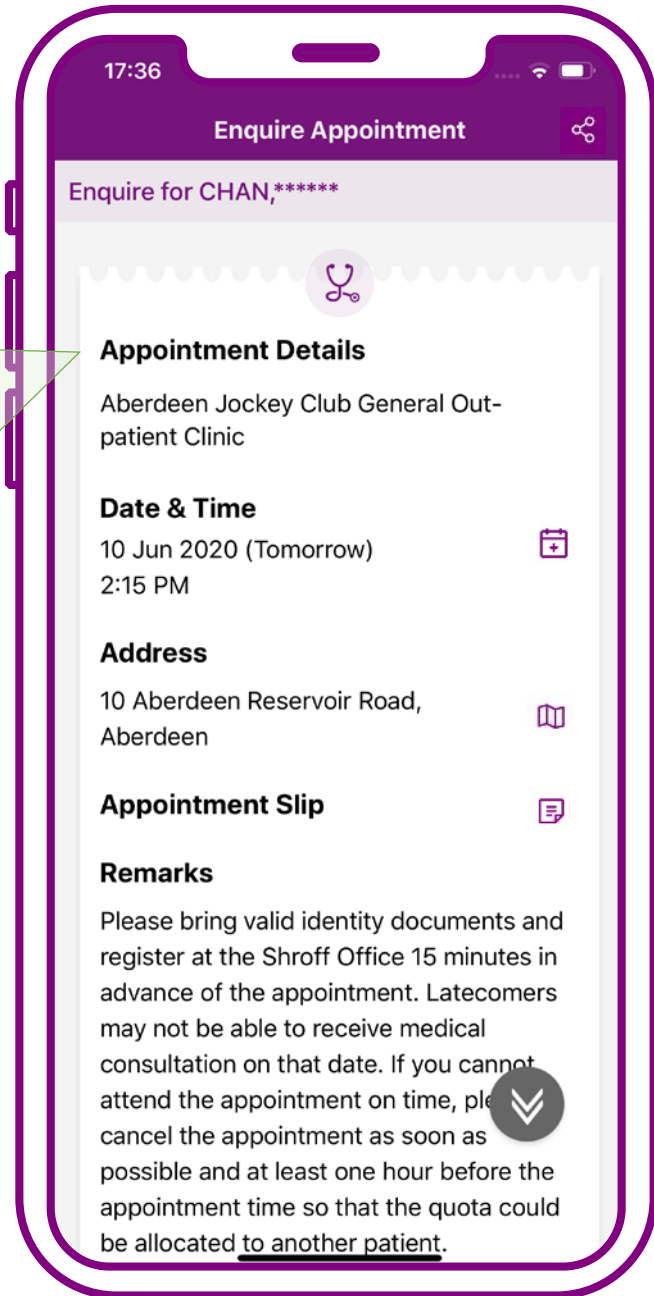 17:36
Enquire Appointment
Enquire for CHAN,******
Appointment Details
Aberdeen Jockey Club General Out-
patient Clinic
Date & Time
10 Jun 2020 (Tomorrow)
2:15 PM
Address
10 Aberdeen Reservoir Road,
Aberdeen
Appointment Slip
Remarks
Please bring valid identity documents and
register at the Shroff Office 15 minutes in
advance of the appointment. Latecomers
may not be able to receive medical
consultation on that date. If you cannot
attend the appointment on time,
cancel the appointment as soon as
possible and at least one hour before the
appointment time so that the quota could
be allocated to another patient.